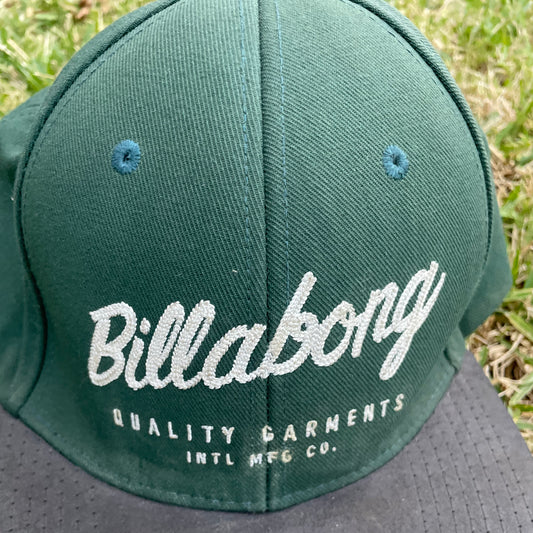 Billabong
QUALITY GARMENTS
INTL MFG CO.